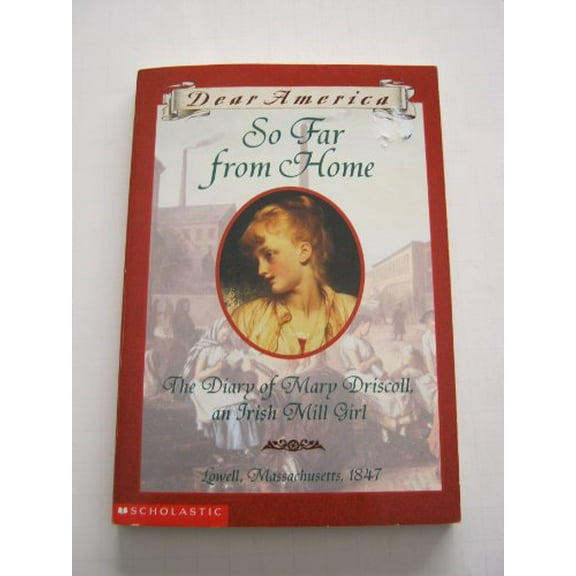 Dear America
So Far
from Home
The Diary of Mary Driscoll,
an Irish Mill Girl
Lowell, Massachusetts, 1847
SCHOLASTIC